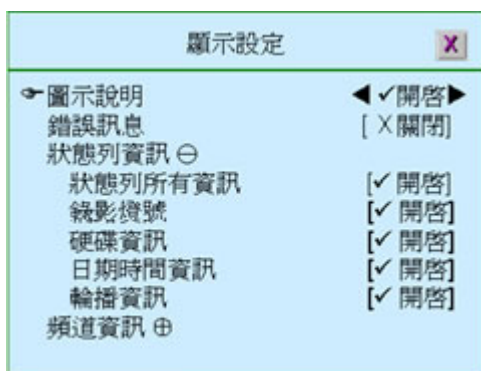 顯示設定 X
☛圖示說明 ◀✓開啓▶
錯誤訊息 [ X關閉]
狀態列資訊 ⊖
狀態列所有資訊 [✓開啓]
錄影燈號 [✓開啓]
硬碟資訊 [✓開啓]
日期時間資訊 [✓開啓]
輪播資訊 [✓開啓]
頻道資訊 ⊕